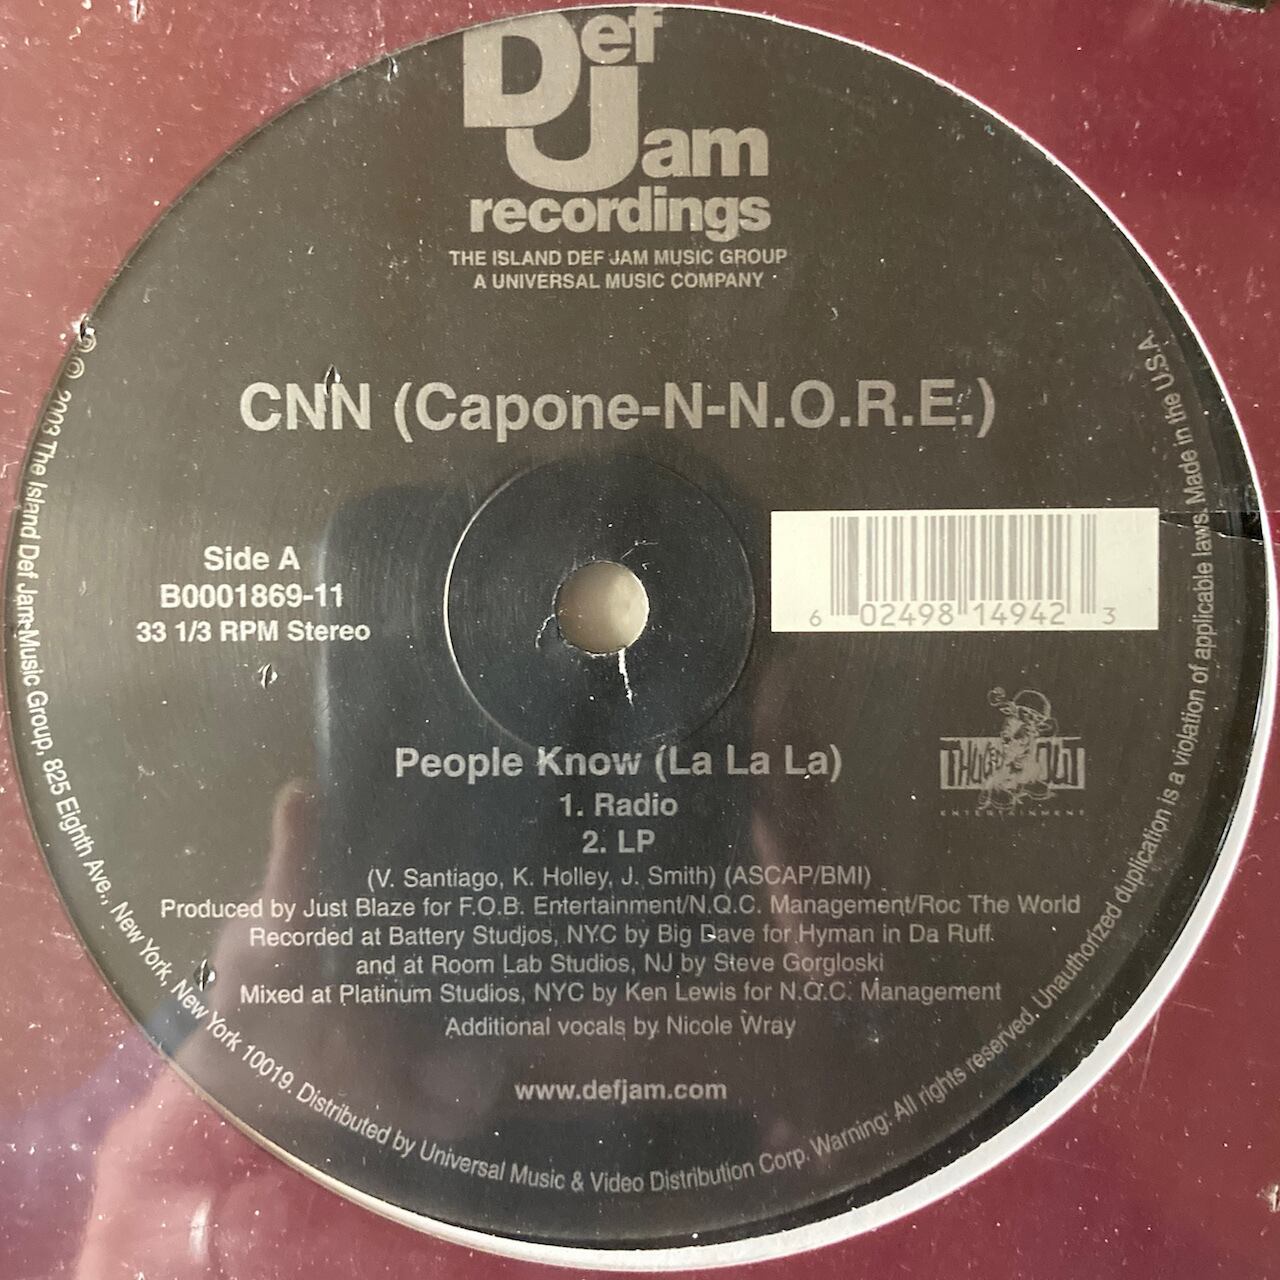 Def Jam
recordings
THE ISLAND DEF JAM MUSIC GROUP
A UNIVERSAL MUSIC COMPANY
CNN (Capone-N-N.O.R.E.)
Side A
B0001869-11
33 1/3 RPM Stereo
6 02498 14942 3
THUGGED OUT
ENTERTAINMENT
People Know (La La La)
1. Radio
2. LP
(V. Santiago, K. Holley, J. Smith) (ASCAP/BMI)
Produced by Just Blaze for F.O.B. Entertainment/N.Q.C. Management/Roc The World
Recorded at Battery Studios, NYC by Big Dave for Hyman in Da Ruff.
and at Room Lab Studios, NJ by Steve Gorgloski
Mixed at Platinum Studios, NYC by Ken Lewis for N.Q.C. Management
Additional vocals by Nicole Wray
www.defjam.com
℗ © 2003 The Island Def Jam Music Group, 825 Eighth Ave., New York, New York 10019. Distributed by Universal Music & Video Distribution Corp. Warning: All rights reserved. Unauthorized duplication is a violation of applicable laws. Made in the U.S.A.